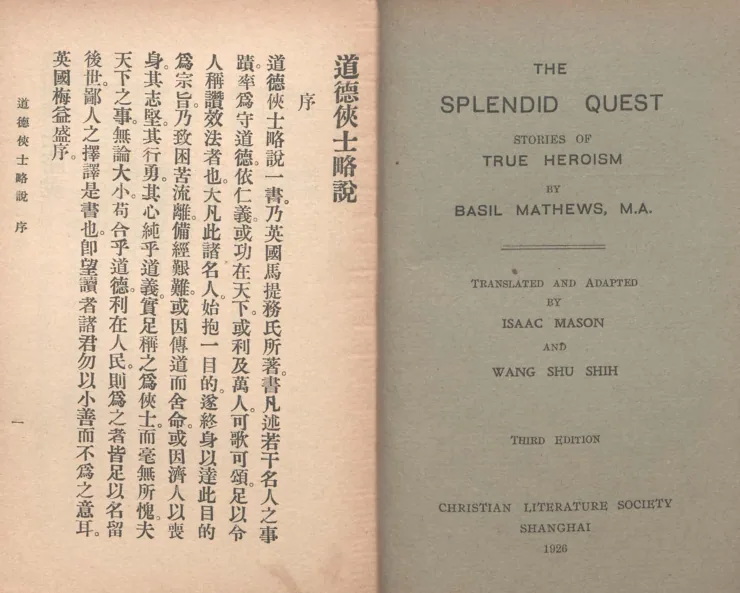 道德俠士略說
序
道德俠士略說一書。乃英國馬提務氏所著。書凡述若干名人之事
蹟。率爲守道德。依仁義。或功在天下。或利及萬人。可歌可頌。足以令
人稱讚效法者也。大凡此諸名人。始抱一目的。遂終身以達此目的
爲宗旨。乃致困苦流離。備經艱難。或因傳道而舍命。或因濟人以喪
身。其志堅。其行勇。其心純乎道義。實足稱之爲俠士。而毫無所愧。夫
天下之事。無論大小。苟合乎道德。利在人民。則爲之者皆足以名留
後世。鄙人之擇譯是書也。卽望讀者諸君勿以小善而不爲之意耳。
英國梅益盛序。
道德俠士略說 序 一
THE
SPLENDID QUEST
STORIES OF
TRUE HEROISM
BY
BASIL MATHEWS, M.A.
TRANSLATED AND ADAPTED
BY
ISAAC MASON
AND
WANG SHU SHIH
THIRD EDITION
CHRISTIAN LITERATURE SOCIETY
SHANGHAI
1926